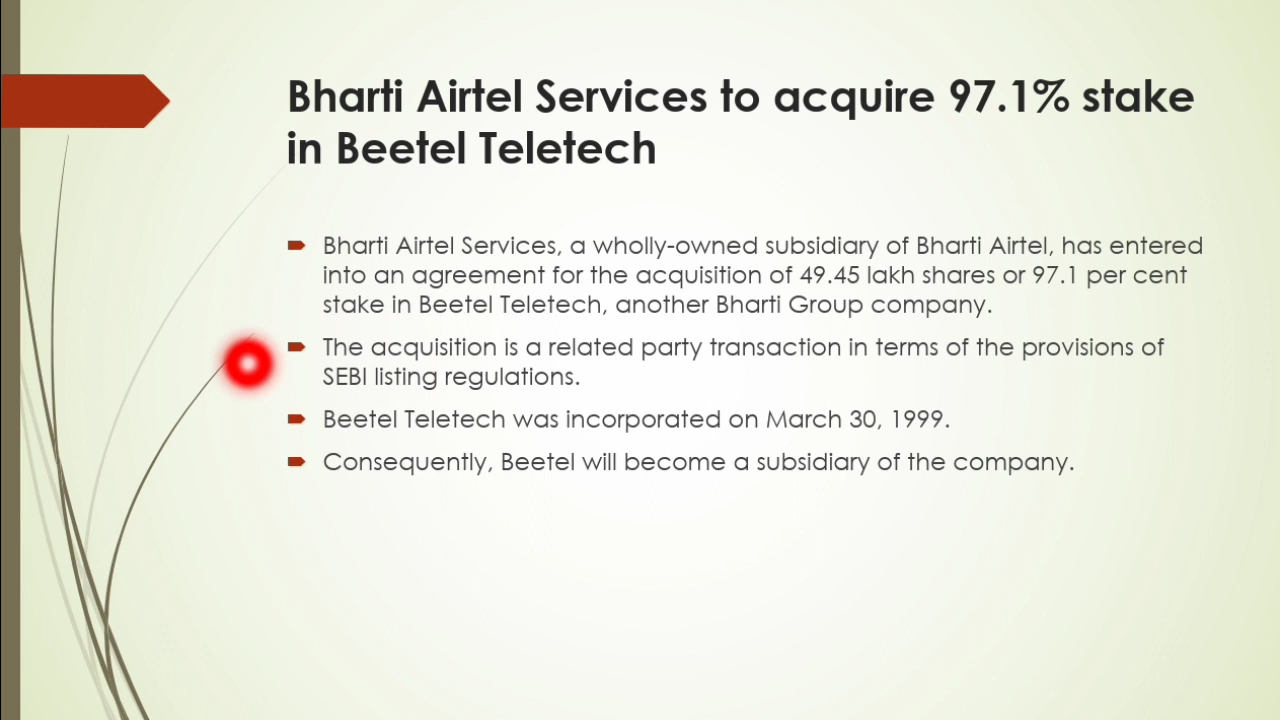 Bharti Airtel Services to acquire 97.1% stake
in Beetel Teletech
Bharti Airtel Services, a wholly-owned subsidiary of Bharti Airtel, has entered
into an agreement for the acquisition of 49.45 lakh shares or 97.1 per cent
stake in Beetel Teletech, another Bharti Group company.
The acquisition is a related party transaction in terms of the provisions of
SEBI listing regulations.
Beetel Teletech was incorporated on March 30, 1999.
Consequently, Beetel will become a subsidiary of the company.